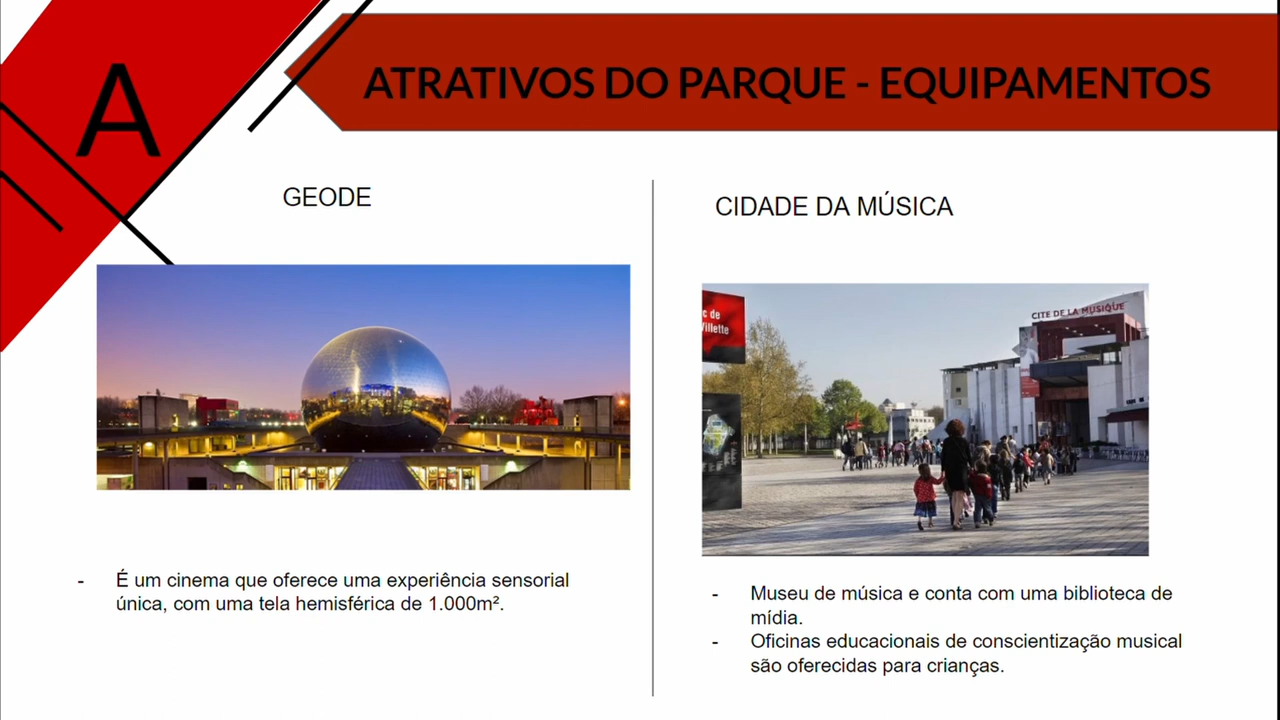 A
ATRATIVOS DO PARQUE - EQUIPAMENTOS
GEODE
- É um cinema que oferece uma experiência sensorial
única, com uma tela hemisférica de 1.000m².
CIDADE DA MÚSICA
c de
Villette
CITE DE LA MUSIQUE
- Museu de música e conta com uma biblioteca de
mídia.
- Oficinas educacionais de conscientização musical
são oferecidas para crianças.